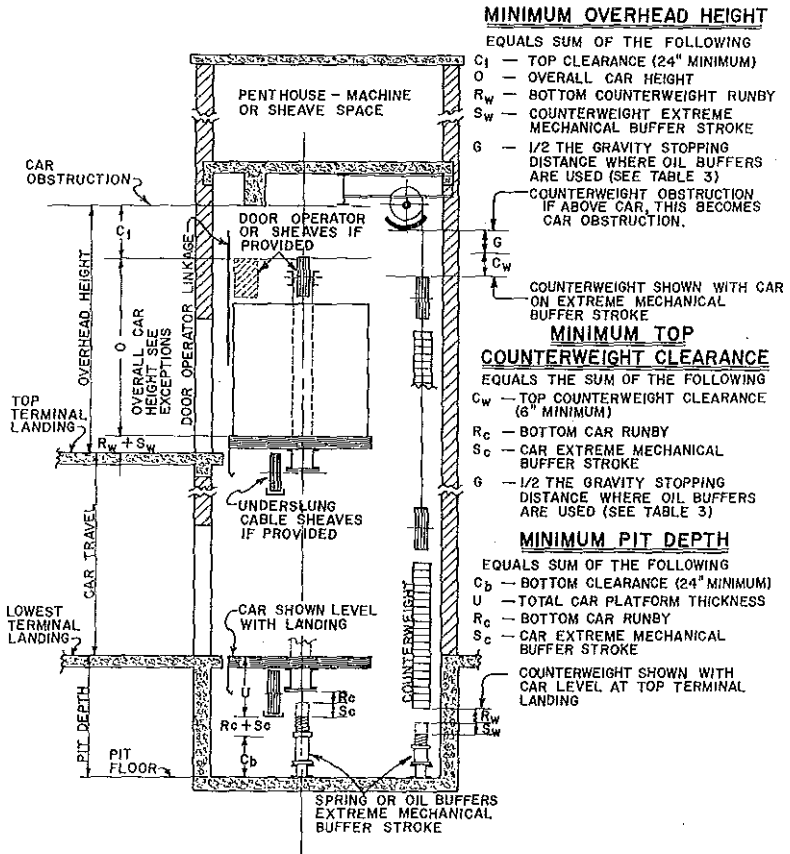 MINIMUM OVERHEAD HEIGHT
EQUALS SUM OF THE FOLLOWING
C₁ — TOP CLEARANCE (24" MINIMUM)
O — OVERALL CAR HEIGHT
Rw — BOTTOM COUNTERWEIGHT RUNBY
Sw — COUNTERWEIGHT EXTREME
MECHANICAL BUFFER STROKE
G — 1/2 THE GRAVITY STOPPING
DISTANCE WHERE OIL BUFFERS
ARE USED (SEE TABLE 3)
COUNTERWEIGHT OBSTRUCTION
IF ABOVE CAR, THIS BECOMES
CAR OBSTRUCTION.
G
Cw
COUNTERWEIGHT SHOWN WITH CAR
ON EXTREME MECHANICAL
BUFFER STROKE
MINIMUM TOP
COUNTERWEIGHT CLEARANCE
EQUALS THE SUM OF THE FOLLOWING
Cw — TOP COUNTERWEIGHT CLEARANCE
(6" MINIMUM)
Rc — BOTTOM CAR RUNBY
Sc — CAR EXTREME MECHANICAL
BUFFER STROKE
G — 1/2 THE GRAVITY STOPPING
DISTANCE WHERE OIL BUFFERS
ARE USED (SEE TABLE 3)
MINIMUM PIT DEPTH
EQUALS SUM OF THE FOLLOWING
Cb — BOTTOM CLEARANCE (24" MINIMUM)
U — TOTAL CAR PLATFORM THICKNESS
Rc — BOTTOM CAR RUNBY
Sc — CAR EXTREME MECHANICAL
BUFFER STROKE
COUNTERWEIGHT SHOWN WITH
CAR LEVEL AT TOP TERMINAL
LANDING
Rw
Sw
PENTHOUSE — MACHINE
OR SHEAVE SPACE
CAR
OBSTRUCTION
C₁
DOOR OPERATOR
OR SHEAVES IF
PROVIDED
DOOR OPERATOR LINKAGE
OVERHEAD HEIGHT
O
OVERALL CAR
HEIGHT SEE
EXCEPTIONS
TOP
TERMINAL
LANDING
Rw + Sw
UNDERSLUNG
CABLE SHEAVES
IF PROVIDED
CAR TRAVEL
COUNTERWEIGHT
LOWEST
TERMINAL
LANDING
CAR SHOWN LEVEL
WITH LANDING
U
Rc
Sc
Rc + Sc
PIT DEPTH
Cb
PIT
FLOOR
SPRING OR OIL BUFFERS
EXTREME MECHANICAL
BUFFER STROKE